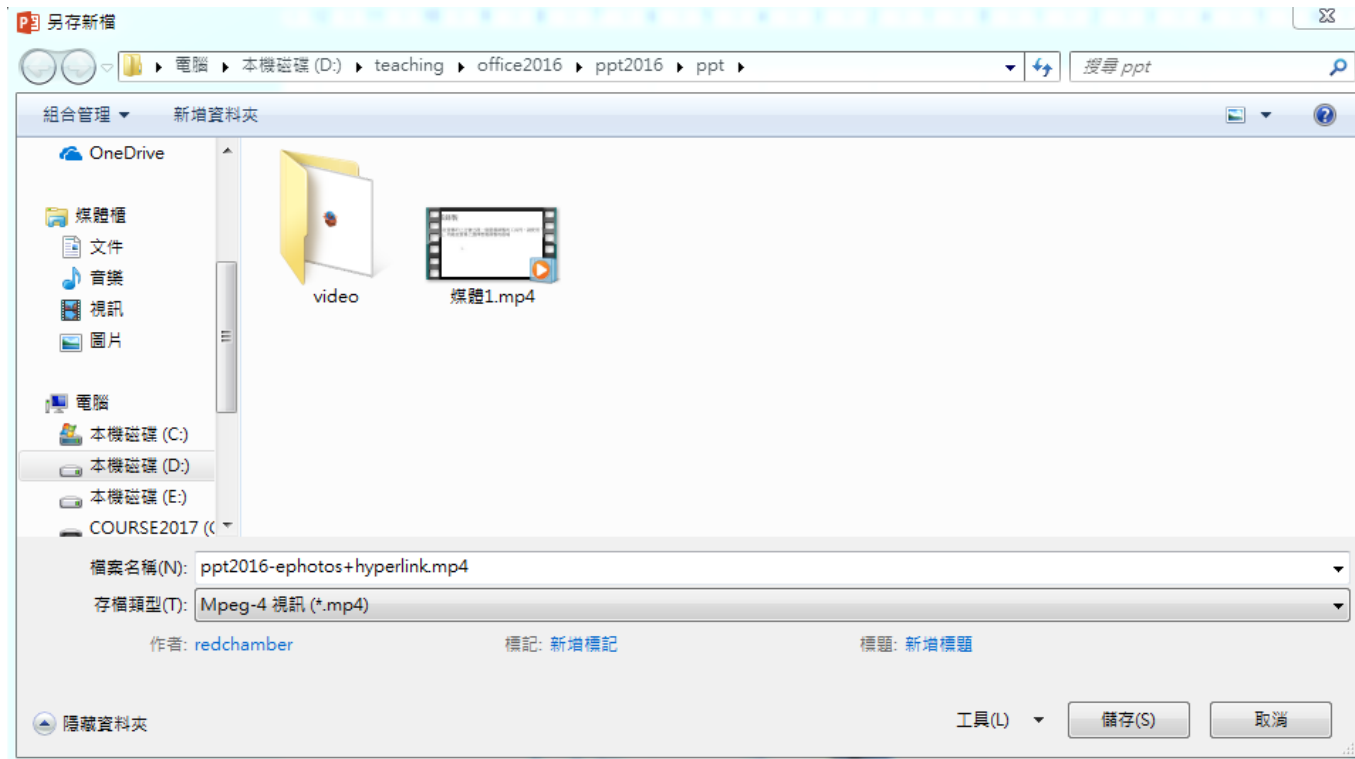 另存新檔
電腦 本機磁碟 (D:) teaching office2016 ppt2016 ppt
搜尋 ppt
組合管理 新增資料夾
OneDrive
媒體櫃
文件
音樂
視訊
圖片
電腦
本機磁碟 (C:)
本機磁碟 (D:)
本機磁碟 (E:)
COURSE2017 (
video
媒體1.mp4
檔案名稱(N): ppt2016-ephotos+hyperlink.mp4
存檔類型(T): Mpeg-4 視訊 (*.mp4)
作者: redchamber 標記: 新增標記 標題: 新增標題
隱藏資料夾
工具(L) 儲存(S) 取消